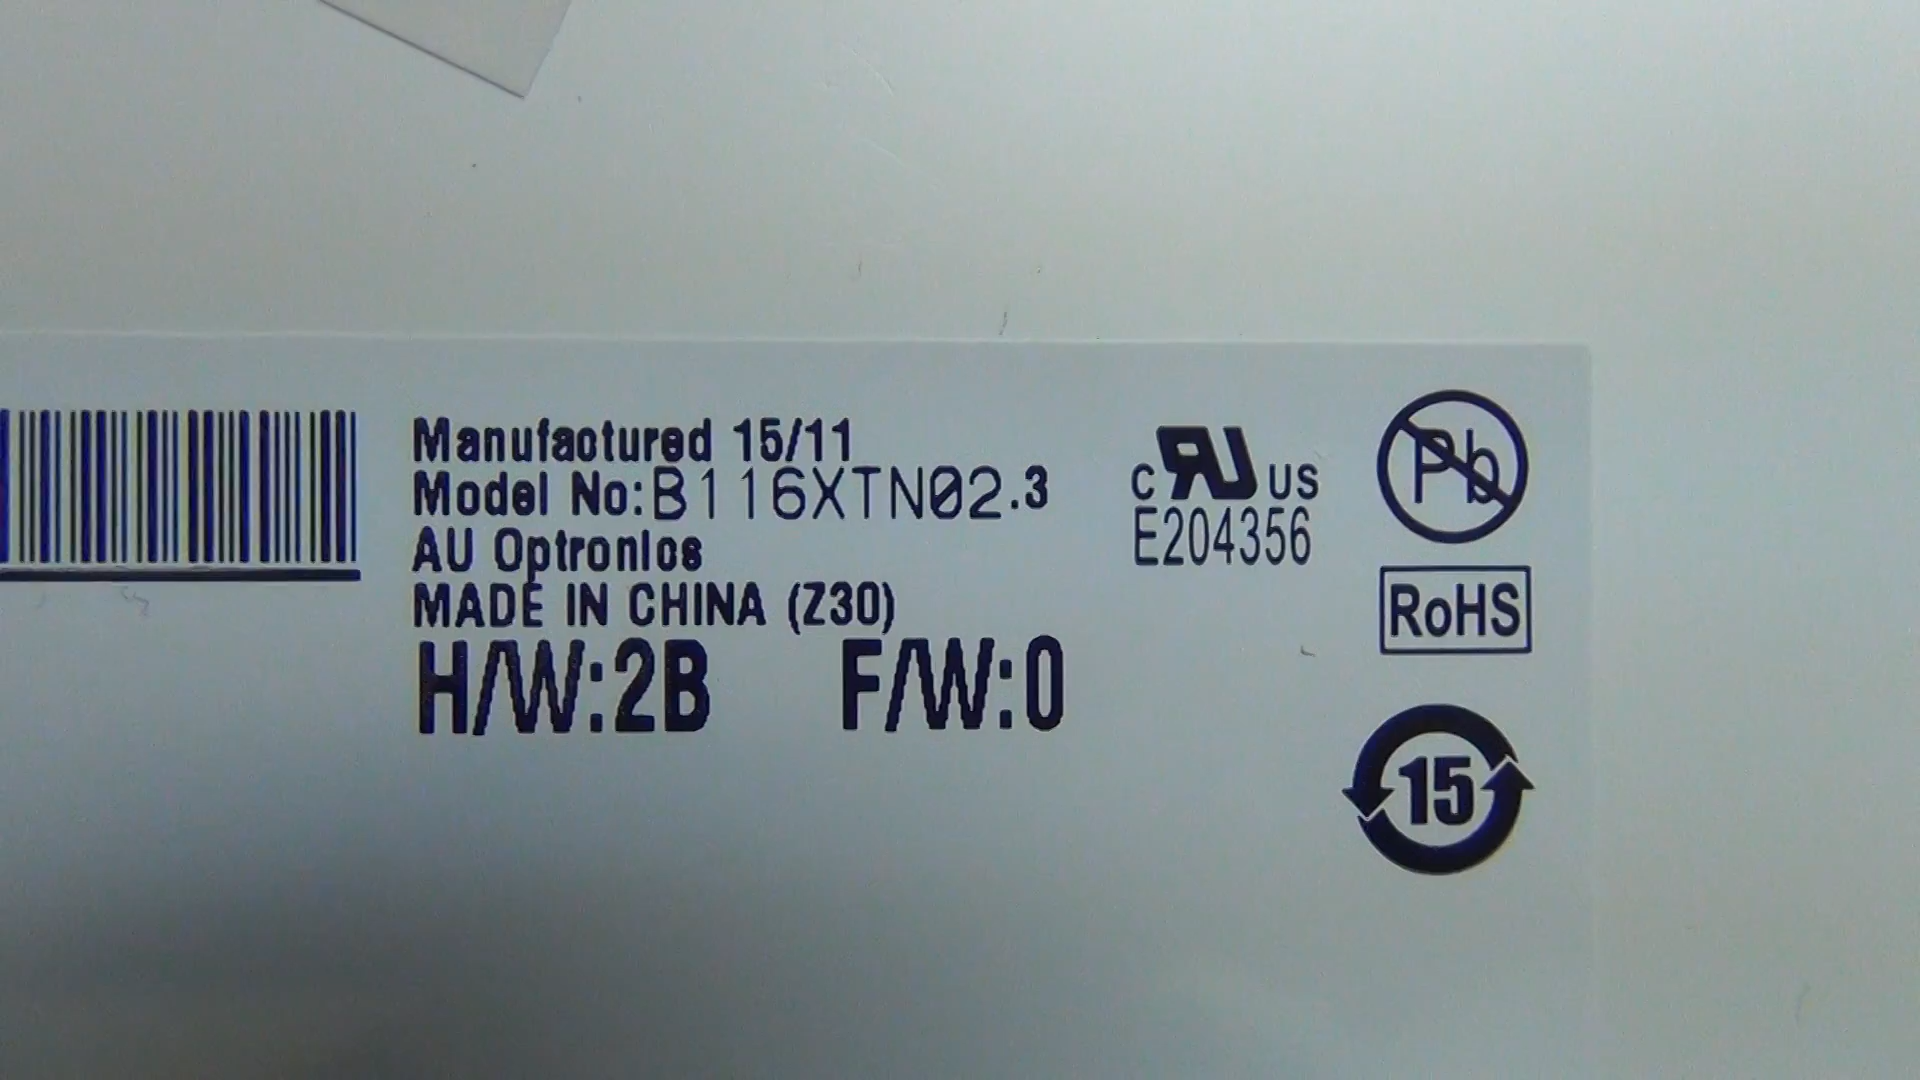 Manufactured 15/11
Model No:B116XTN02.3
AU Optronics
MADE IN CHINA (Z30)
H/W:2B F/W:0
C RU US
E204356
Pb
RoHS
15